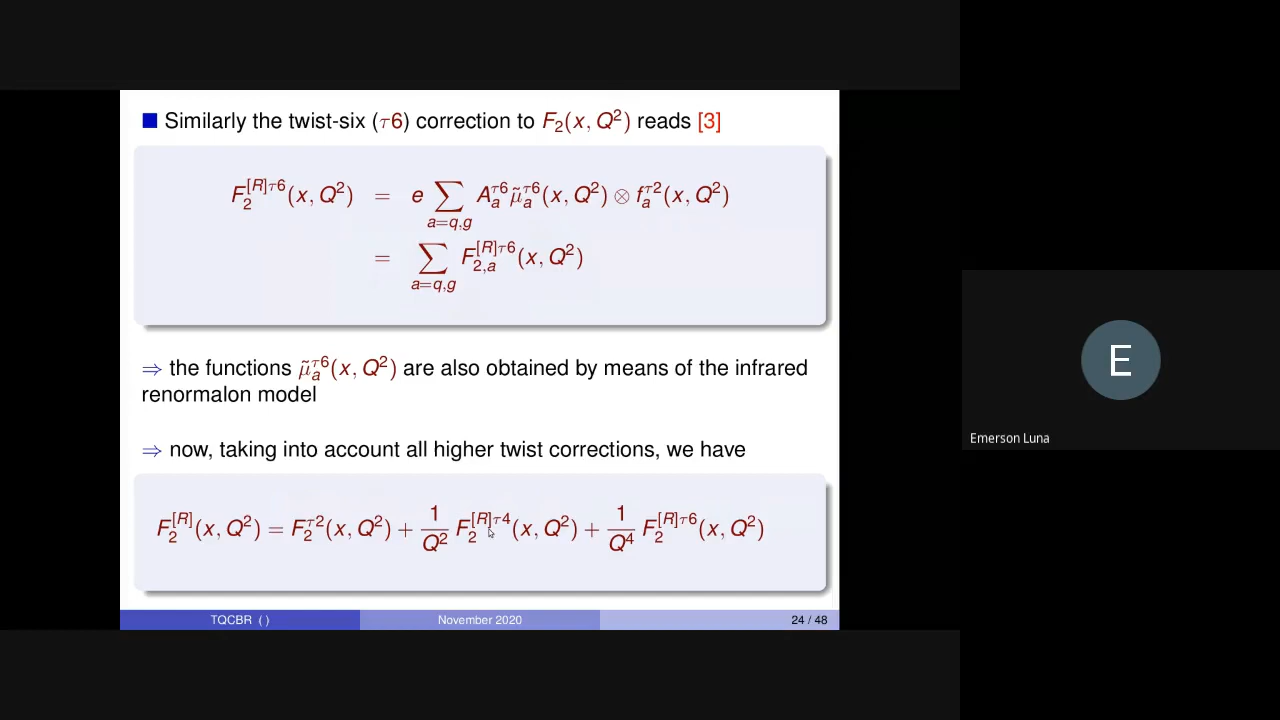 Similarly the twist-six (τ6) correction to F₂(x, Q²) reads [3]
F₂^{[R]τ6}(x, Q²) = e ∑_{a=q,g} A_a^{τ6} μ̃_a^{τ6}(x, Q²) ⊗ f_a^{τ2}(x, Q²)
= ∑_{a=q,g} F_{2,a}^{[R]τ6}(x, Q²)
⇒ the functions μ̃_a^{τ6}(x, Q²) are also obtained by means of the infrared
renormalon model
⇒ now, taking into account all higher twist corrections, we have
F₂^{[R]}(x, Q²) = F₂^{τ2}(x, Q²) + \frac{1}{Q²} F₂^{[R]τ4}(x, Q²) + \frac{1}{Q⁴} F₂^{[R]τ6}(x, Q²)
TQCBR ( ) November 2020 24 / 48
E
Emerson Luna